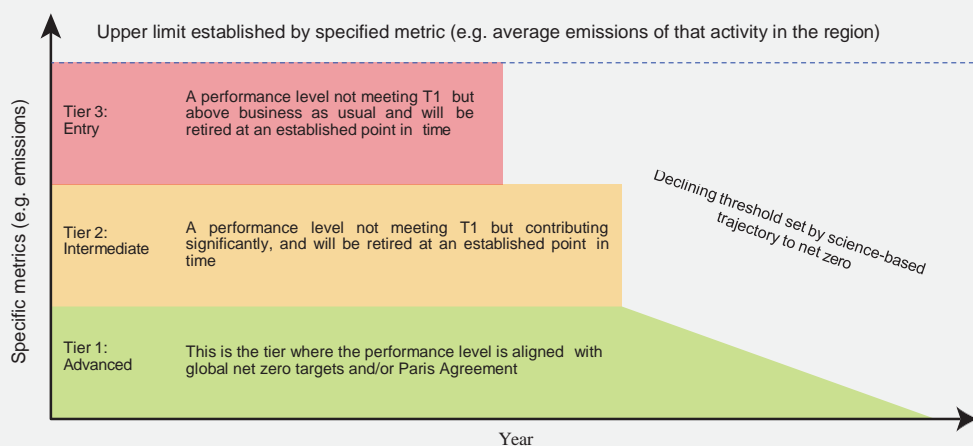 Upper limit established by specified metric (e.g. average emissions of that activity in the region)
Specific metrics (e.g. emissions)
Tier 3:
Entry
A performance level not meeting T1 but
above business as usual and will be
retired at an established point in time
Tier 2:
Intermediate
A performance level not meeting T1 but contributing
significantly, and will be retired at an established point in
time
Declining threshold set by science-based
trajectory to net zero
Tier 1:
Advanced
This is the tier where the performance level is aligned with
global net zero targets and/or Paris Agreement
Year